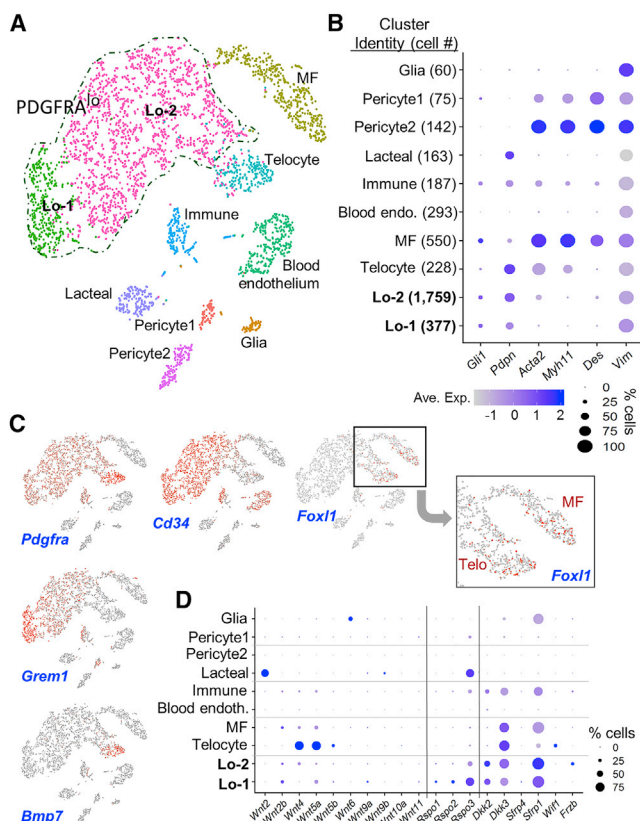 A
PDGFRAlo
Lo-2
Lo-1
MF
Telocyte
Immune
Blood
endothelium
Lacteal
Pericyte1
Glia
Pericyte2
B
Cluster
Identity (cell #)
Glia (60)
Pericyte1 (75)
Pericyte2 (142)
Lacteal (163)
Immune (187)
Blood endo. (293)
MF (550)
Telocyte (228)
Lo-2 (1,759)
Lo-1 (377)
Gli1 Pdpn Acta2 Myh11 Des Vim
Ave. Exp.
-1 0 1 2
0
25
50
75
100
% cells
C
Pdgfra
Cd34
Foxl1
MF
Telo
Foxl1
Grem1
Bmp7
D
Glia
Pericyte1
Pericyte2
Lacteal
Immune
Blood endoth.
MF
Telocyte
Lo-2
Lo-1
Wnt2 Wnt2b Wnt4 Wnt5a Wnt5b Wnt6 Wnt9a Wnt9b Wnt10a Wnt11 Rspo1 Rspo2 Rspo3 Dkk2 Dkk3 Sfrp4 Sfrp1 Wif1 Frzb
% cells
0
25
50
75